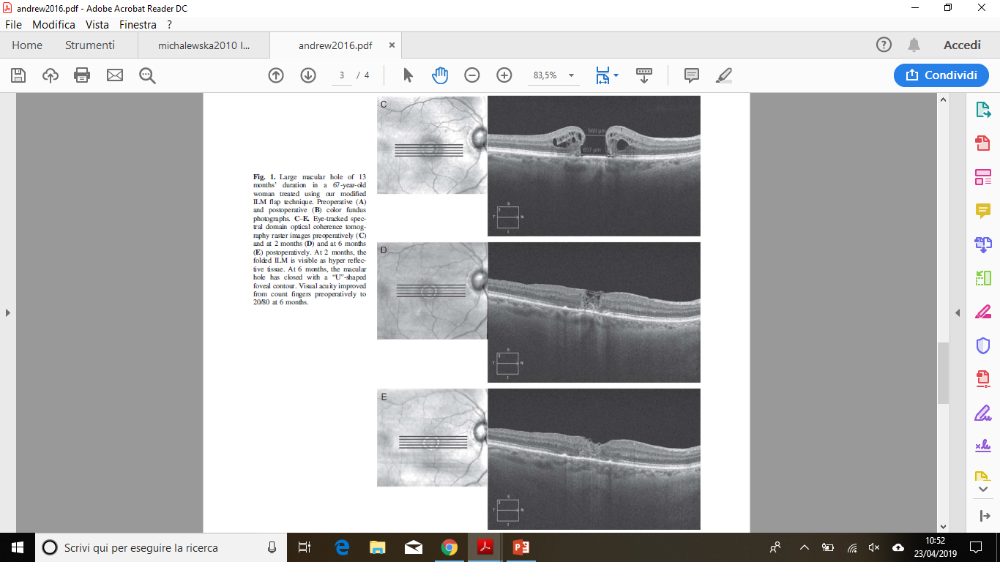 andrew2016.pdf - Adobe Acrobat Reader DC
File Modifica Vista Finestra ?
Home Strumenti michalewska2010 I... andrew2016.pdf × Accedi
3 / 4 83,5% Condividi
Fig. 1. Large macular hole of 13
months' duration in a 67-year-old
woman treated using our modified
ILM flap technique. Preoperative (A)
and postoperative (B) color fundus
photographs. C–E. Eye-tracked spec-
tral domain optical coherence tomog-
raphy raster images preoperatively (C)
and at 2 months (D) and at 6 months
(E) postoperatively. At 2 months, the
folded ILM is visible as hyper reflec-
tive tissue. At 6 months, the macular
hole has closed with a “U”-shaped
foveal contour. Visual acuity improved
from count fingers preoperatively to
20/80 at 6 months.
C
569 µm
857 µm
S
3
T N
I
D
S
3
T N
I
E
S
3
T N
I
Scrivi qui per eseguire la ricerca
10:52
23/04/2019